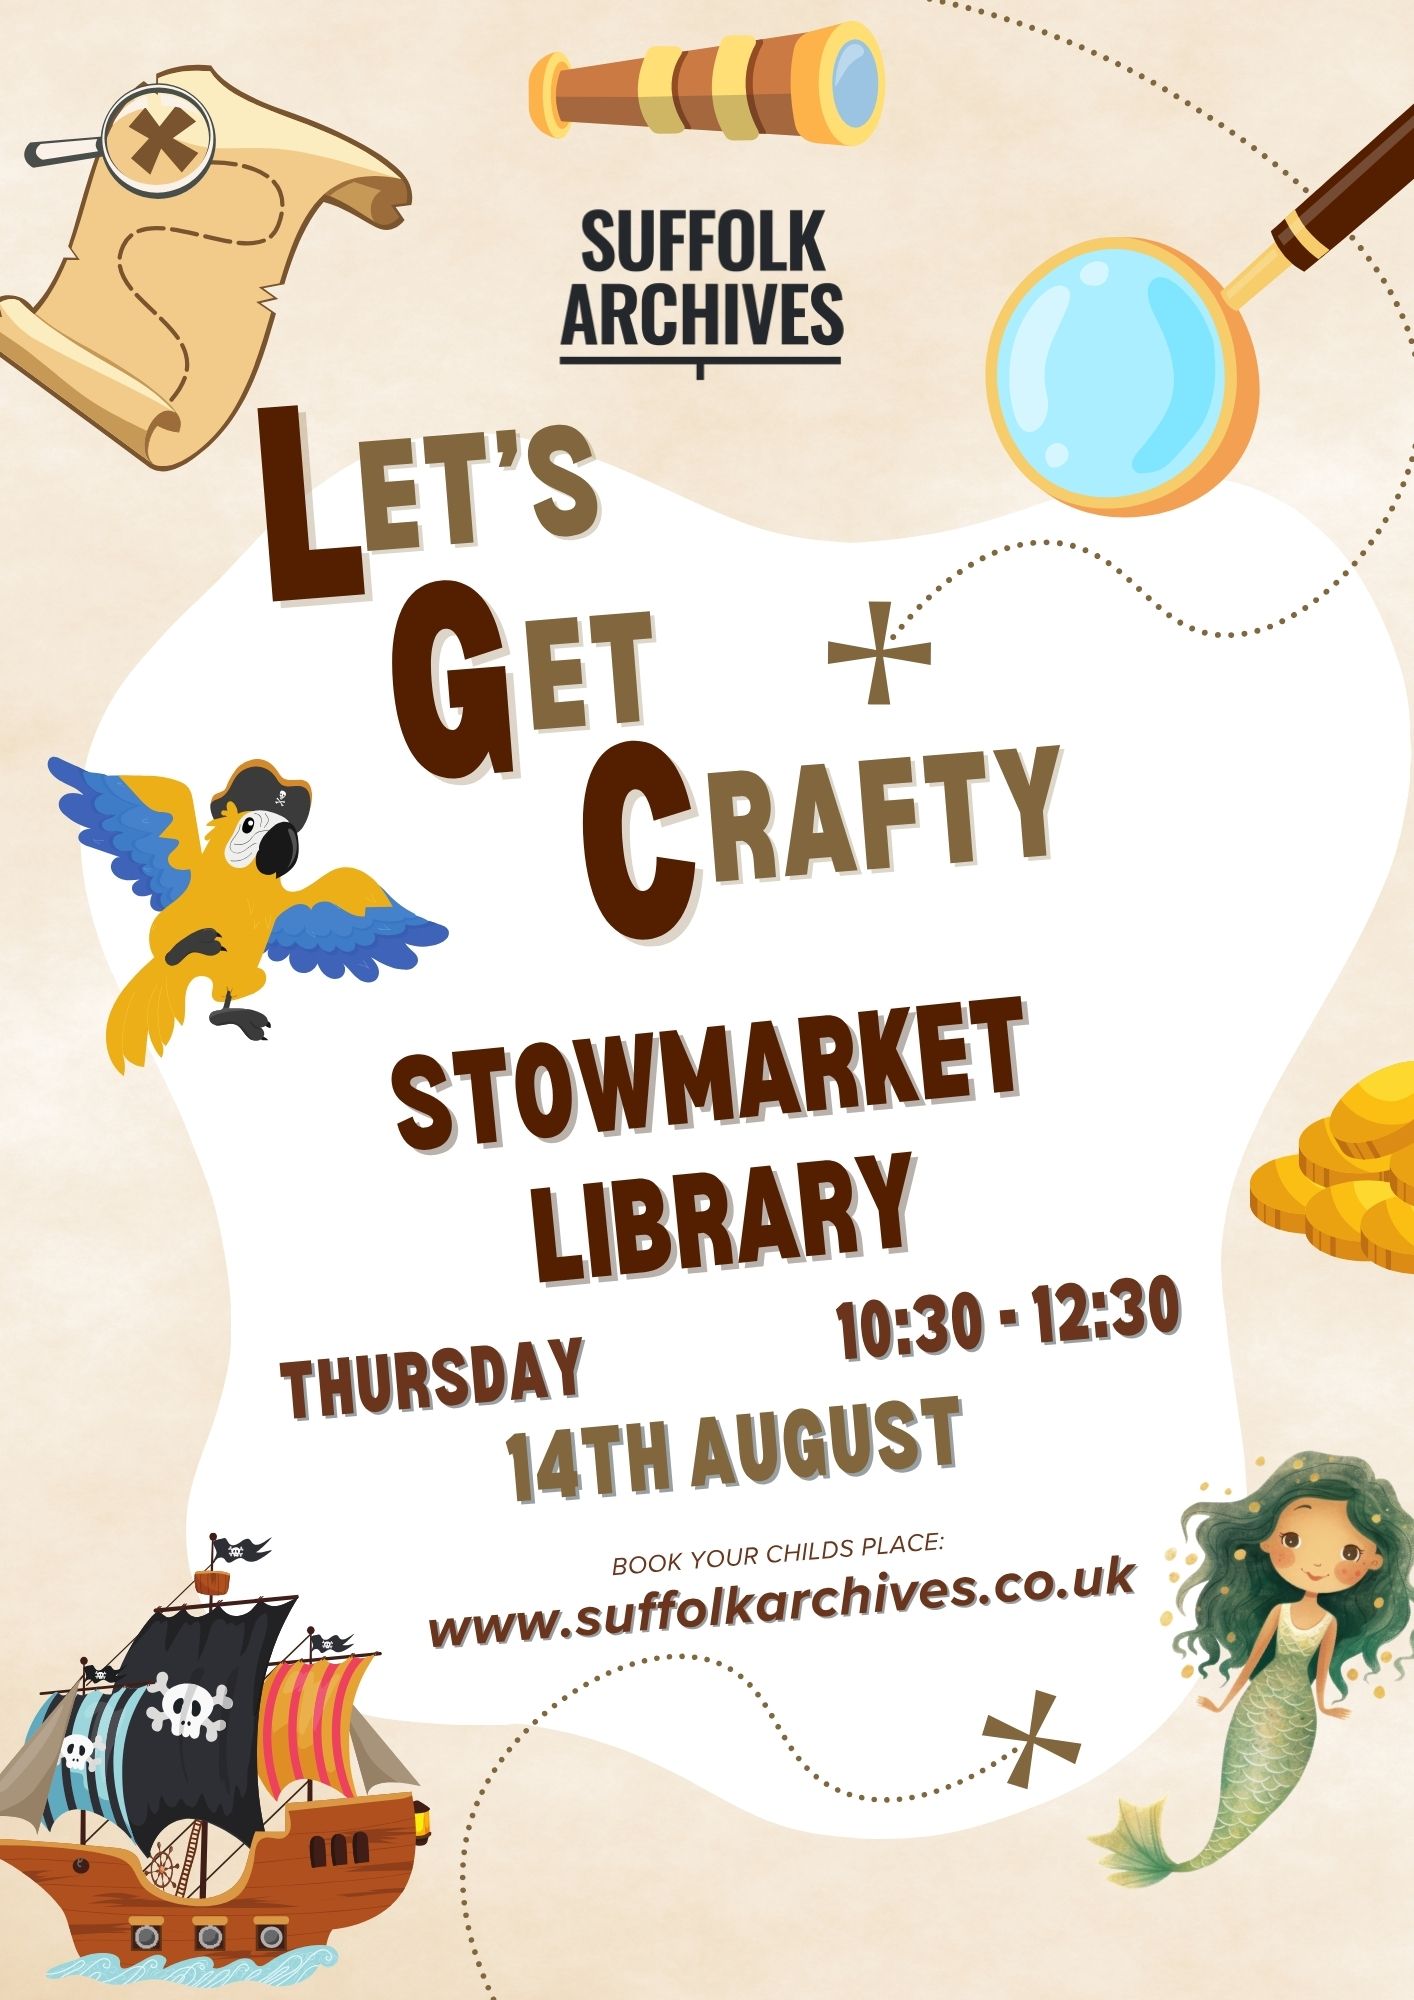 SUFFOLK
ARCHIVES
LET'S
GET
CRAFTY
STOWMARKET
LIBRARY
THURSDAY
10:30 - 12:30
14TH AUGUST
BOOK YOUR CHILDS PLACE:
www.suffolkarchives.co.uk